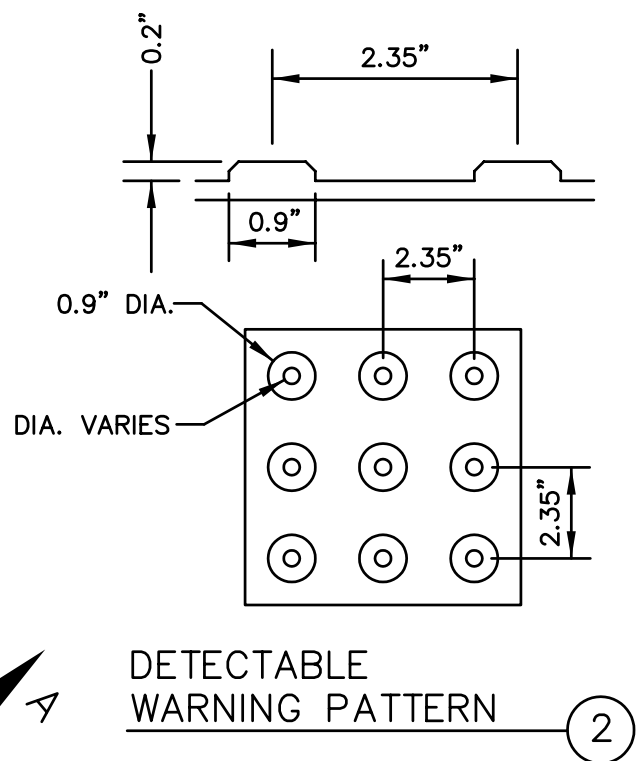 0.2"
2.35"
0.9"
2.35"
0.9" DIA.
DIA. VARIES
2.35"
DETECTABLE
WARNING PATTERN
2
A